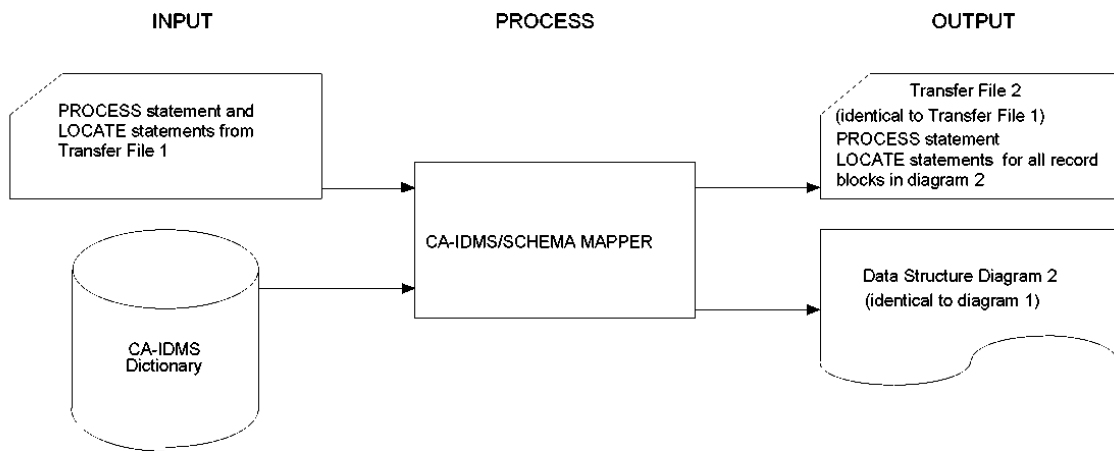 INPUT
PROCESS
OUTPUT
PROCESS statement and
LOCATE statements from
Transfer File 1
CA-IDMS
Dictionary
CA-IDMS/SCHEMA MAPPER
Transfer File 2
(identical to Transfer File 1)
PROCESS statement
LOCATE statements for all record
blocks in diagram 2
Data Structure Diagram 2
(identical to diagram 1)